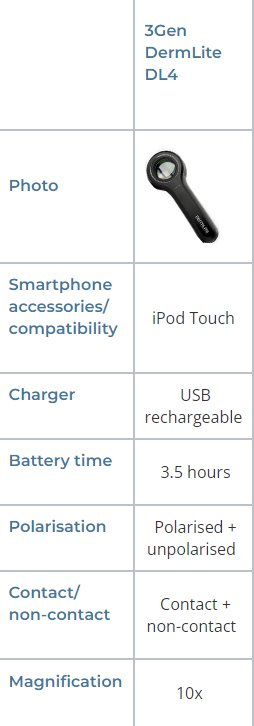 3Gen
DermLite
DL4
Photo
DermLite
Smartphone
accessories/
compatibility
iPod Touch
Charger
USB
rechargeable
Battery time
3.5 hours
Polarisation
Polarised +
unpolarised
Contact/
non-contact
Contact +
non-contact
Magnification
10x